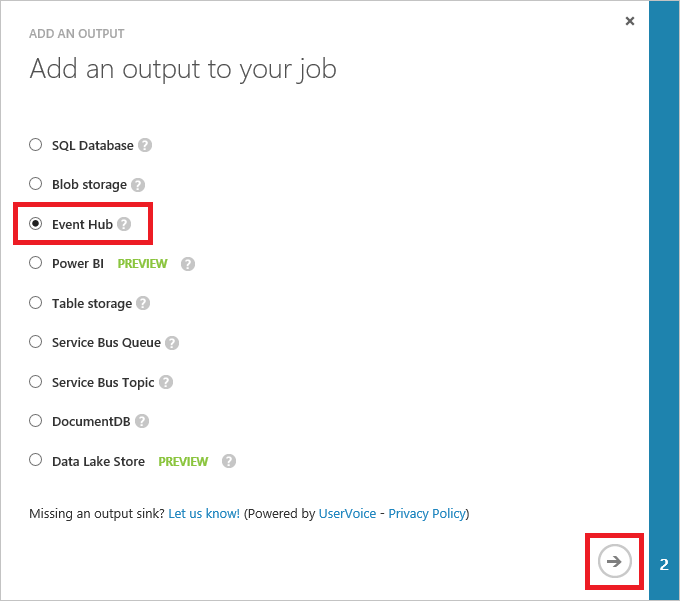 ADD AN OUTPUT
Add an output to your job
SQL Database ?
Blob storage ?
Event Hub ?
Power BI PREVIEW ?
Table storage ?
Service Bus Queue ?
Service Bus Topic ?
DocumentDB ?
Data Lake Store PREVIEW ?
Missing an output sink? Let us know! (Powered by UserVoice - Privacy Policy)
2